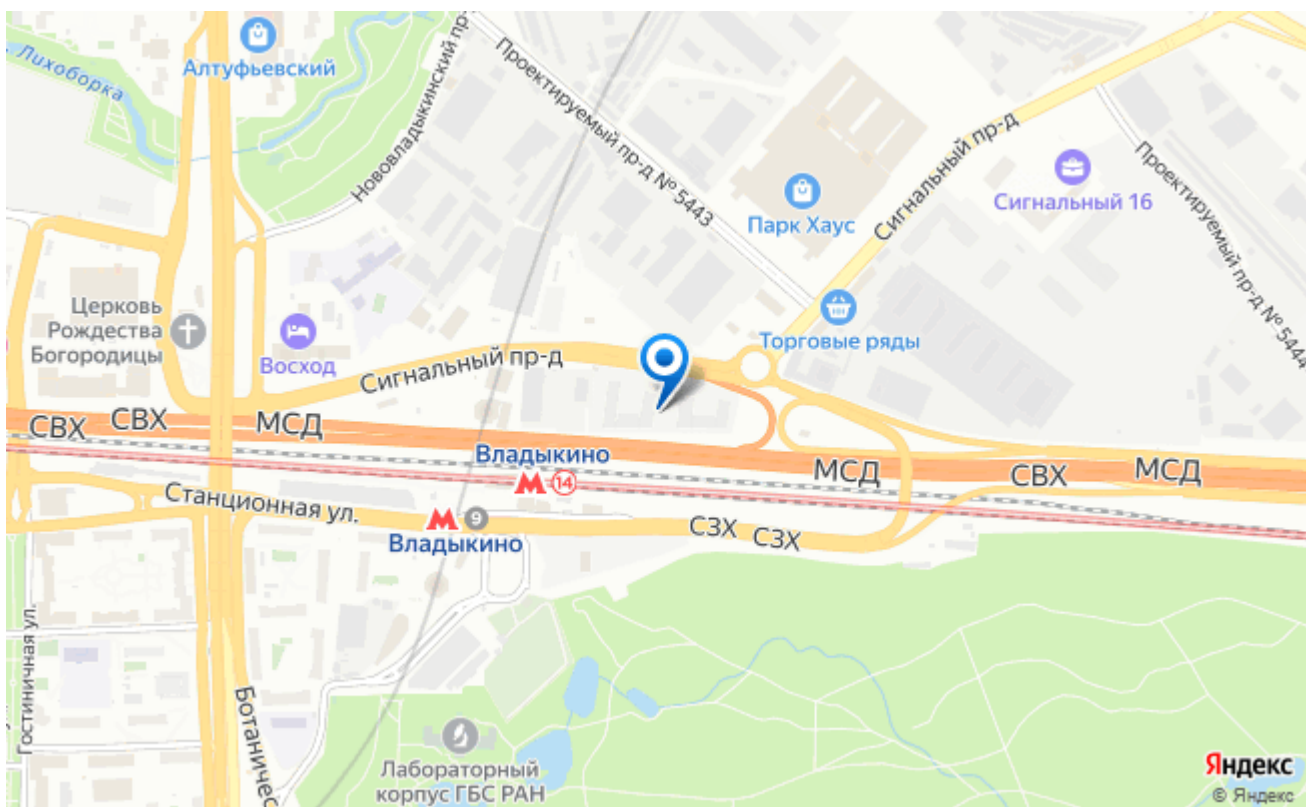 р. Лихоборка
Алтуфьевский
Нововладыкинский пр-д
Проектируемый пр-д № 5443
Парк Хаус
Сигнальный пр-д
Сигнальный 16
Проектируемый пр-д № 5444
Церковь
Рождества
Богородицы
Восход
Торговые ряды
Сигнальный пр-д
СВХ
СВХ
МСД
Владыкино
14
МСД
СВХ
МСД
Станционная ул.
9
Владыкино
СЗХ
СЗХ
Гостиничная ул.
Ботаничес
Лабораторный
корпус ГБС РАН
Яндекс
© Яндекс